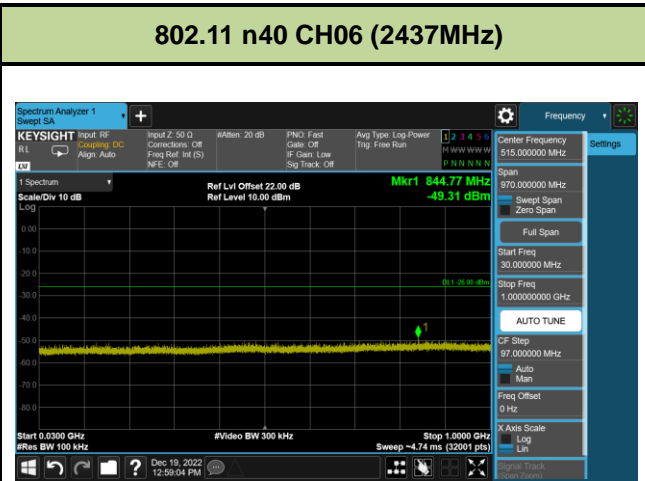 802.11 n40 CH06 (2437MHz)
Spectrum Analyzer 1
Swept SA
Frequency
KEYSIGHT
Input: RF
Input Z: 50 Ω
#Atten: 20 dB
PNO: Fast
Avg Type: Log-Power
1 2 3 4 5 6
RL
Coupling: DC
Corrections: Off
Gate: Off
Trig: Free Run
M W W W W W
Align: Auto
Freq Ref: Int (S)
IF Gain: Low
NFE: Off
Sig Track: Off
P N N N N N
LXI
Center Frequency
515.000000 MHz
Settings
Span
970.000000 MHz
Swept Span
Zero Span
Full Span
Start Freq
30.000000 MHz
Stop Freq
1.000000000 GHz
AUTO TUNE
CF Step
97.000000 MHz
Auto
Man
Freq Offset
0 Hz
X Axis Scale
Log
Lin
Signal Track
(Span Zoom)
1 Spectrum
Ref Lvl Offset 22.00 dB
Mkr1 844.77 MHz
Scale/Div 10 dB
Ref Level 10.00 dBm
-49.31 dBm
Log
0.00
-10.0
-20.0
DL1 -26.00 dBm
-30.0
-40.0
1
-50.0
-60.0
-70.0
-80.0
Start 0.0300 GHz
#Video BW 300 kHz
Stop 1.0000 GHz
#Res BW 100 kHz
Sweep ~4.74 ms (32001 pts)
Dec 19, 2022
12:59:04 PM